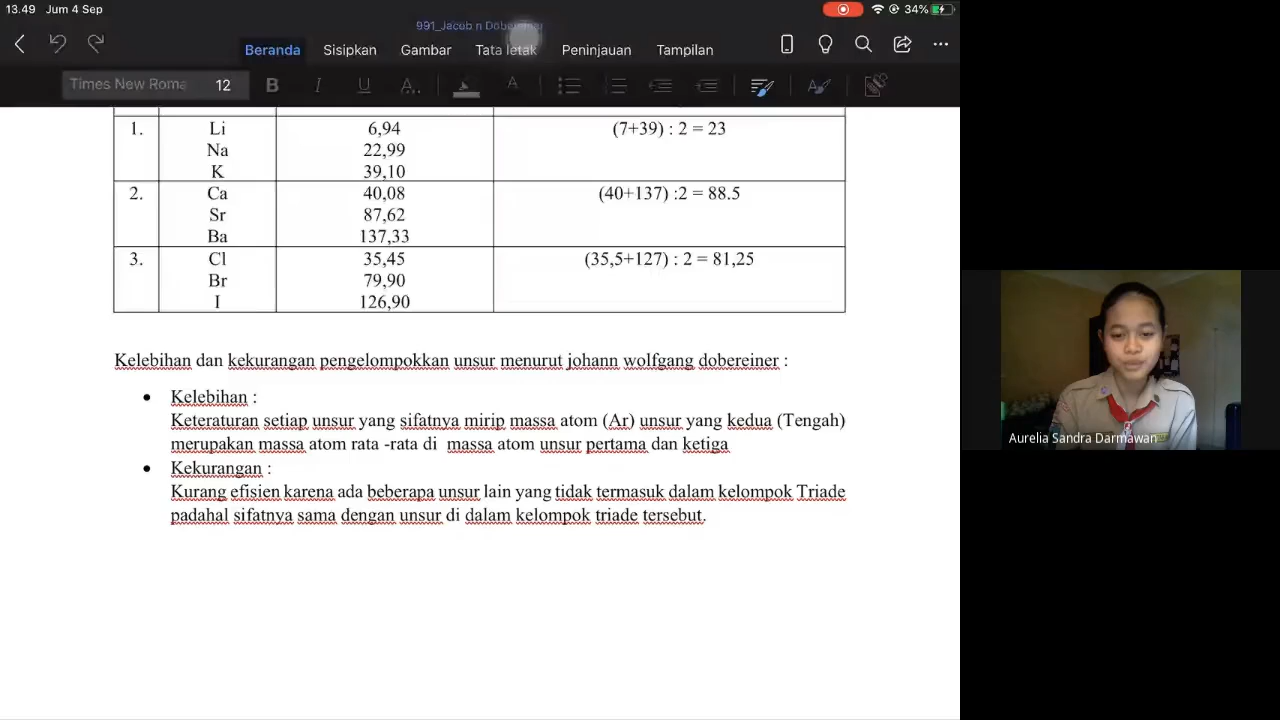 13.49 Jum 4 Sep
34%
Beranda Sisipkan Gambar Tata letak Peninjauan Tampilan
Times New Roma 12 B I U A.. A
1. Li 6,94 (7+39) : 2 = 23
Na 22,99
K 39,10
2. Ca 40,08 (40+137) :2 = 88.5
Sr 87,62
Ba 137,33
3. Cl 35,45 (35,5+127) : 2 = 81,25
Br 79,90
I 126,90
Kelebihan dan kekurangan pengelompokkan unsur menurut johann wolfgang dobereiner :
• Kelebihan :
Keteraturan setiap unsur yang sifatnya mirip massa atom (Ar) unsur yang kedua (Tengah)
merupakan massa atom rata -rata di massa atom unsur pertama dan ketiga
• Kekurangan :
Kurang efisien karena ada beberapa unsur lain yang tidak termasuk dalam kelompok Triade
padahal sifatnya sama dengan unsur di dalam kelompok triade tersebut.
Aurelia Sandra Darmawan